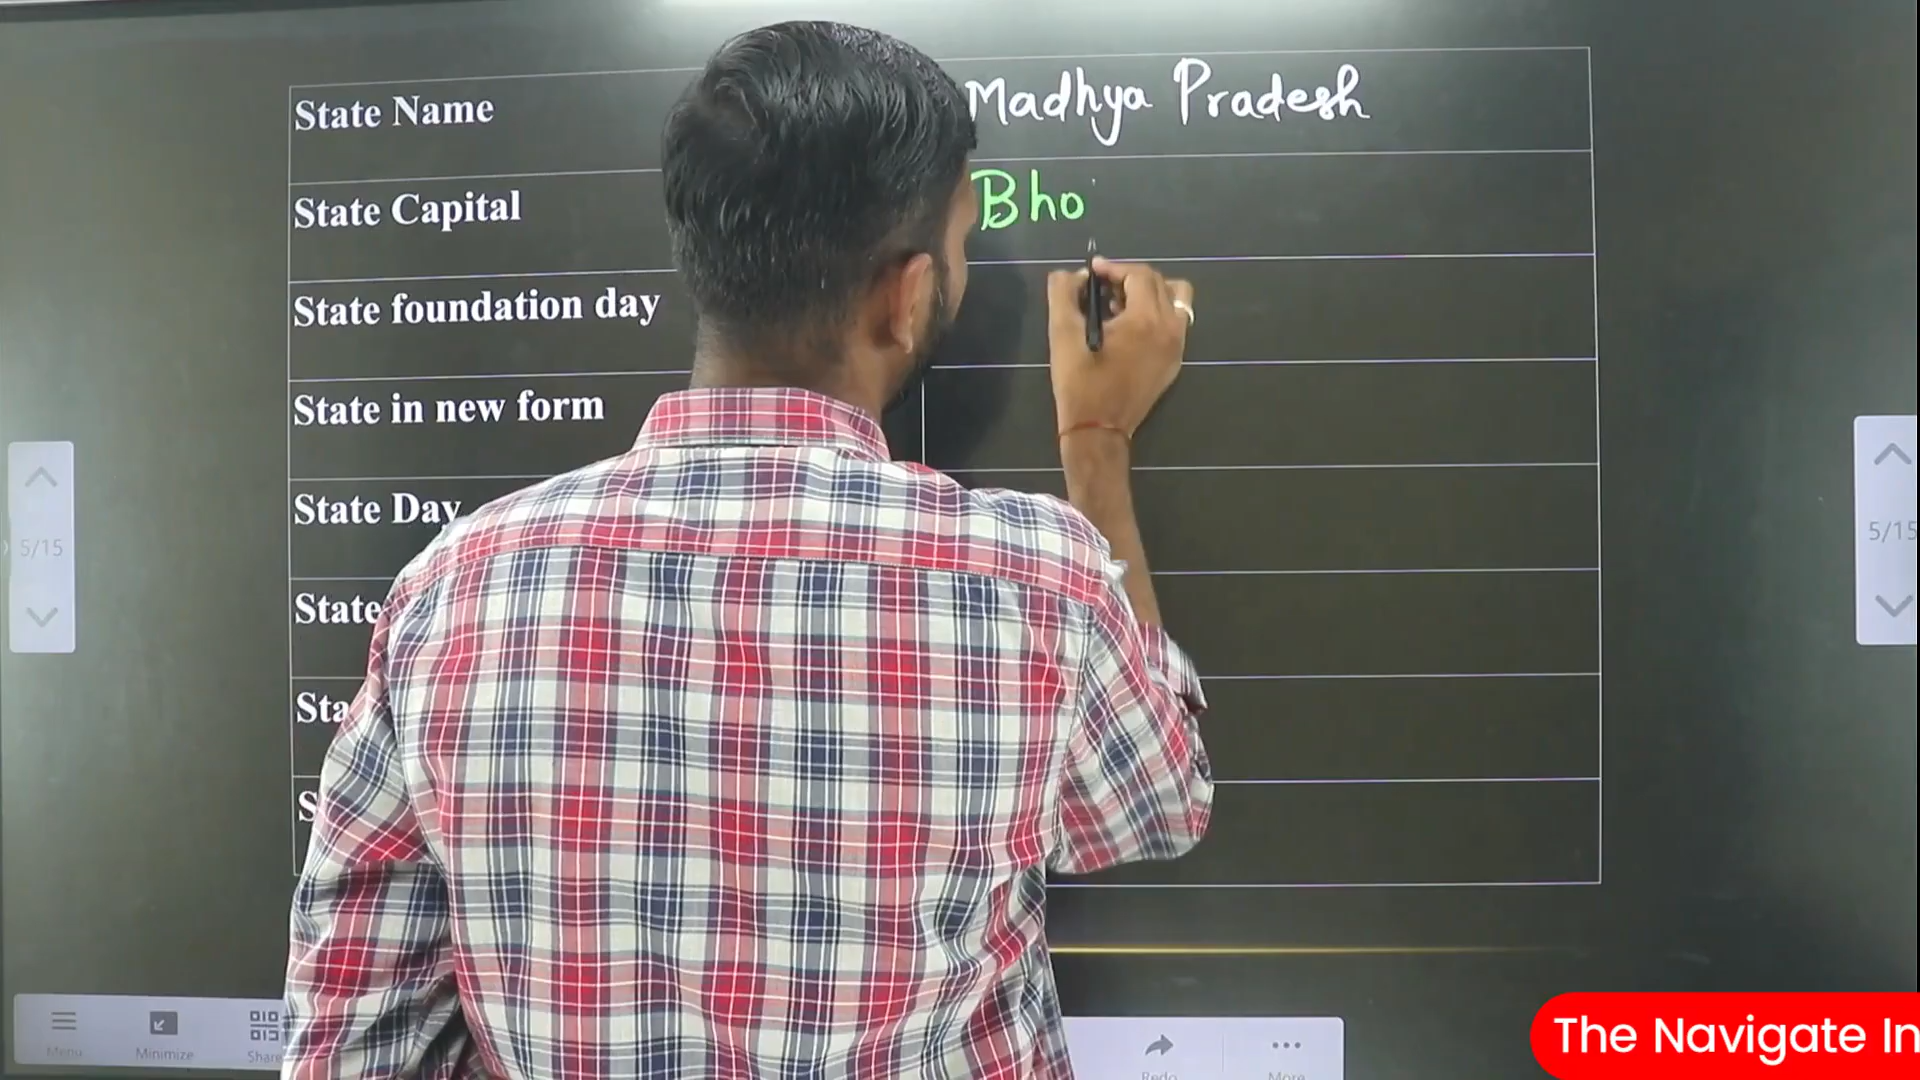 State Name Madhya Pradesh
State Capital Bho
State foundation day
State in new form
State Day
State
Sta
S
5/15
5/15
Menu
Minimize
Share
Redo
More
The Navigate In